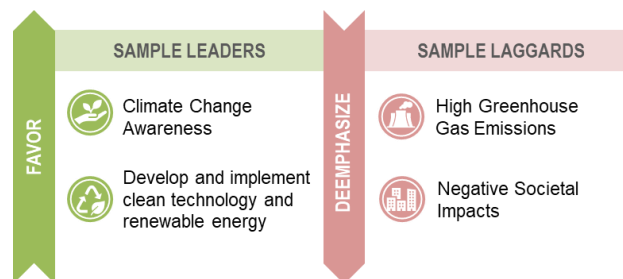 FAVOR
SAMPLE LEADERS
Climate Change
Awareness
Develop and implement
clean technology and
renewable energy
DEEMPHASIZE
SAMPLE LAGGARDS
High Greenhouse
Gas Emissions
Negative Societal
Impacts